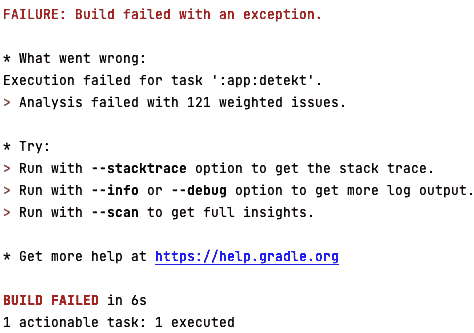 FAILURE: Build failed with an exception.
* What went wrong:
Execution failed for task ':app:detekt'.
> Analysis failed with 121 weighted issues.
* Try:
> Run with --stacktrace option to get the stack trace.
> Run with --info or --debug option to get more log output.
> Run with --scan to get full insights.
* Get more help at https://help.gradle.org
BUILD FAILED in 6s
1 actionable task: 1 executed